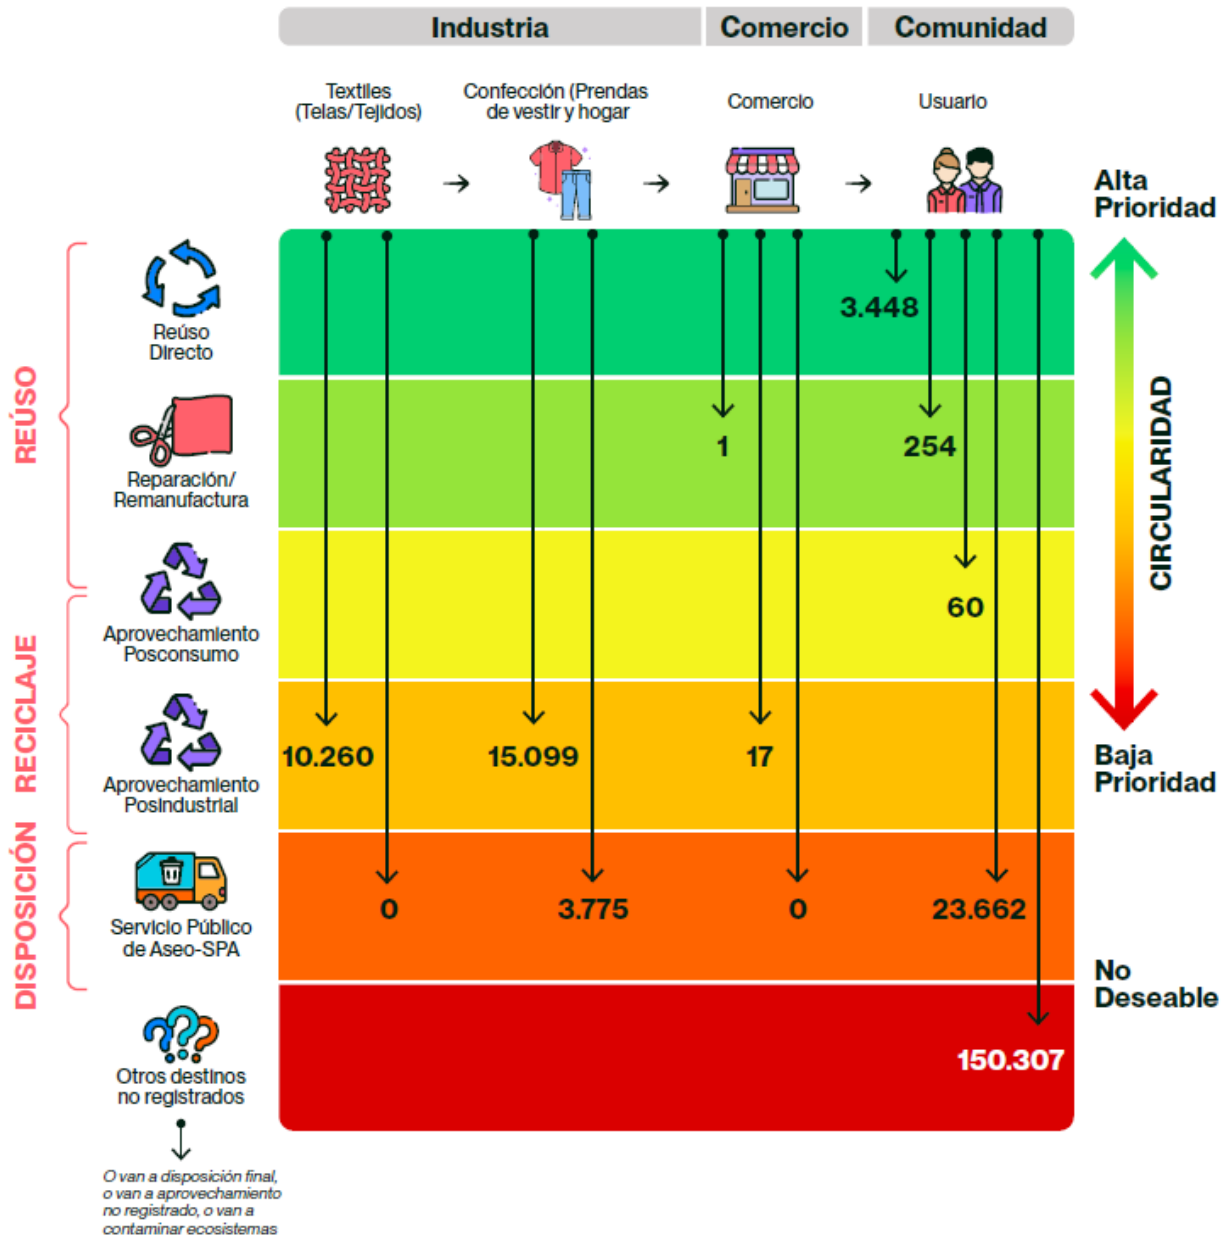 Industria
Comercio
Comunidad
Textiles
(Telas/Tejidos)
Confección (Prendas
de vestir y hogar
Comercio
Usuario
Alta
Prioridad
REÚSO
Reúso
Directo
3.448
Reparación/
Remanufactura
1
254
CIRCULARIDAD
RECICLAJE
Aprovechamiento
Posconsumo
60
Aprovechamiento
Posindustrial
10.260
15.099
17
Baja
Prioridad
DISPOSICIÓN
Servicio Público
de Aseo-SPA
0
3.775
0
23.662
No
Deseable
Otros destinos
no registrados
150.307
O van a disposición final,
o van a aprovechamiento
no registrado, o van a
contaminar ecosistemas